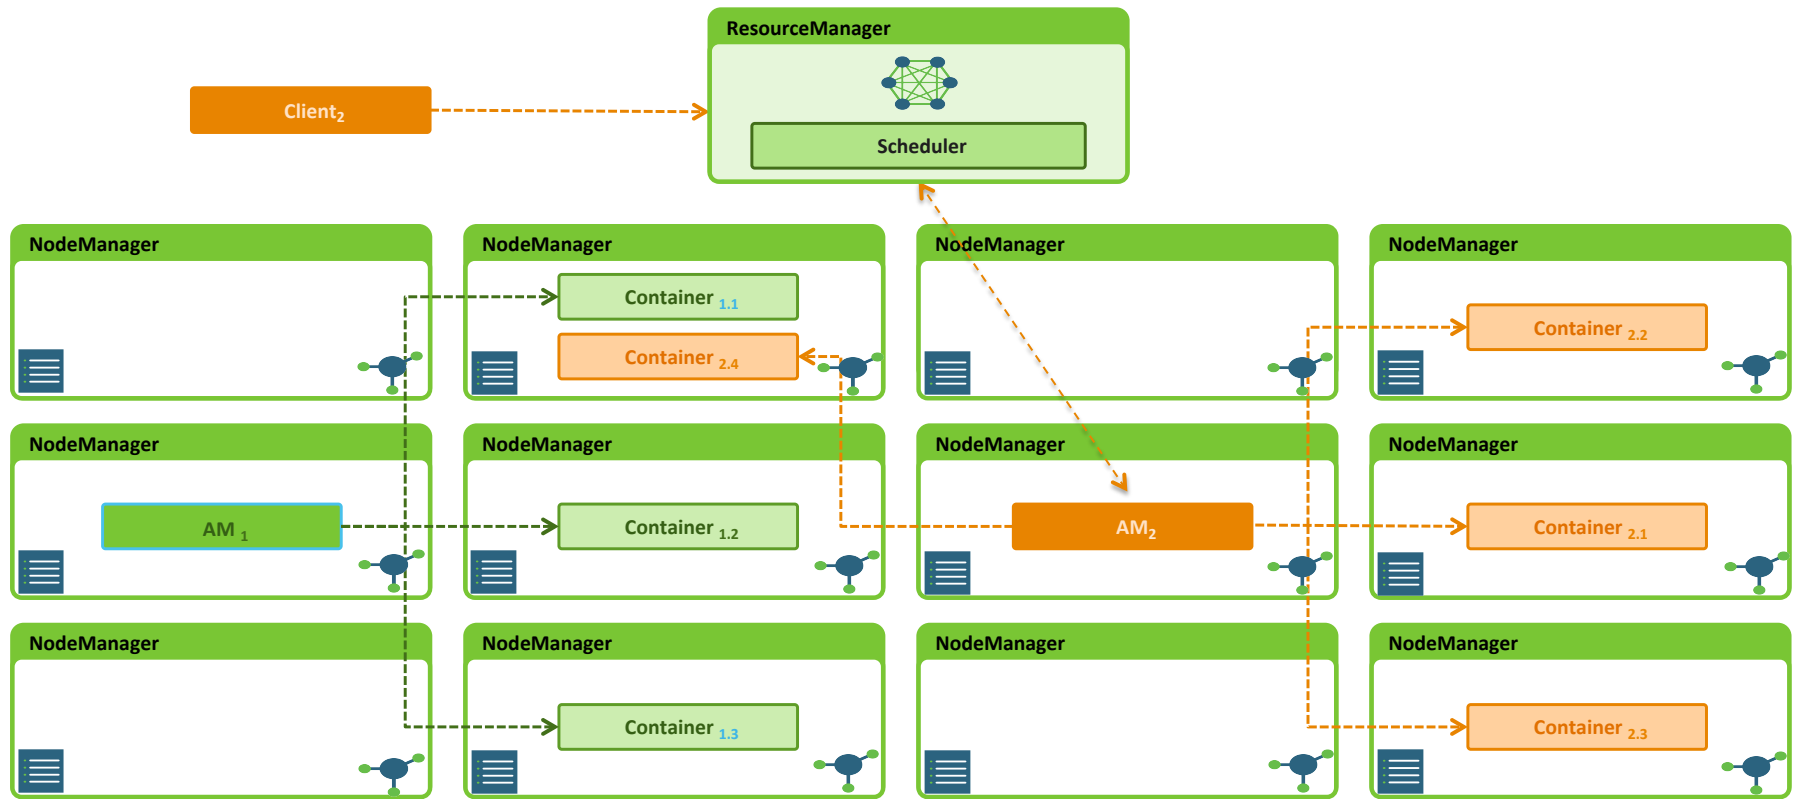 ResourceManager
Client2
Scheduler
NodeManager
NodeManager
NodeManager
NodeManager
Container 1.1
Container 2.2
Container 2.4
NodeManager
NodeManager
NodeManager
NodeManager
AM 1
Container 1.2
AM2
Container 2.1
NodeManager
NodeManager
NodeManager
NodeManager
Container 1.3
Container 2.3